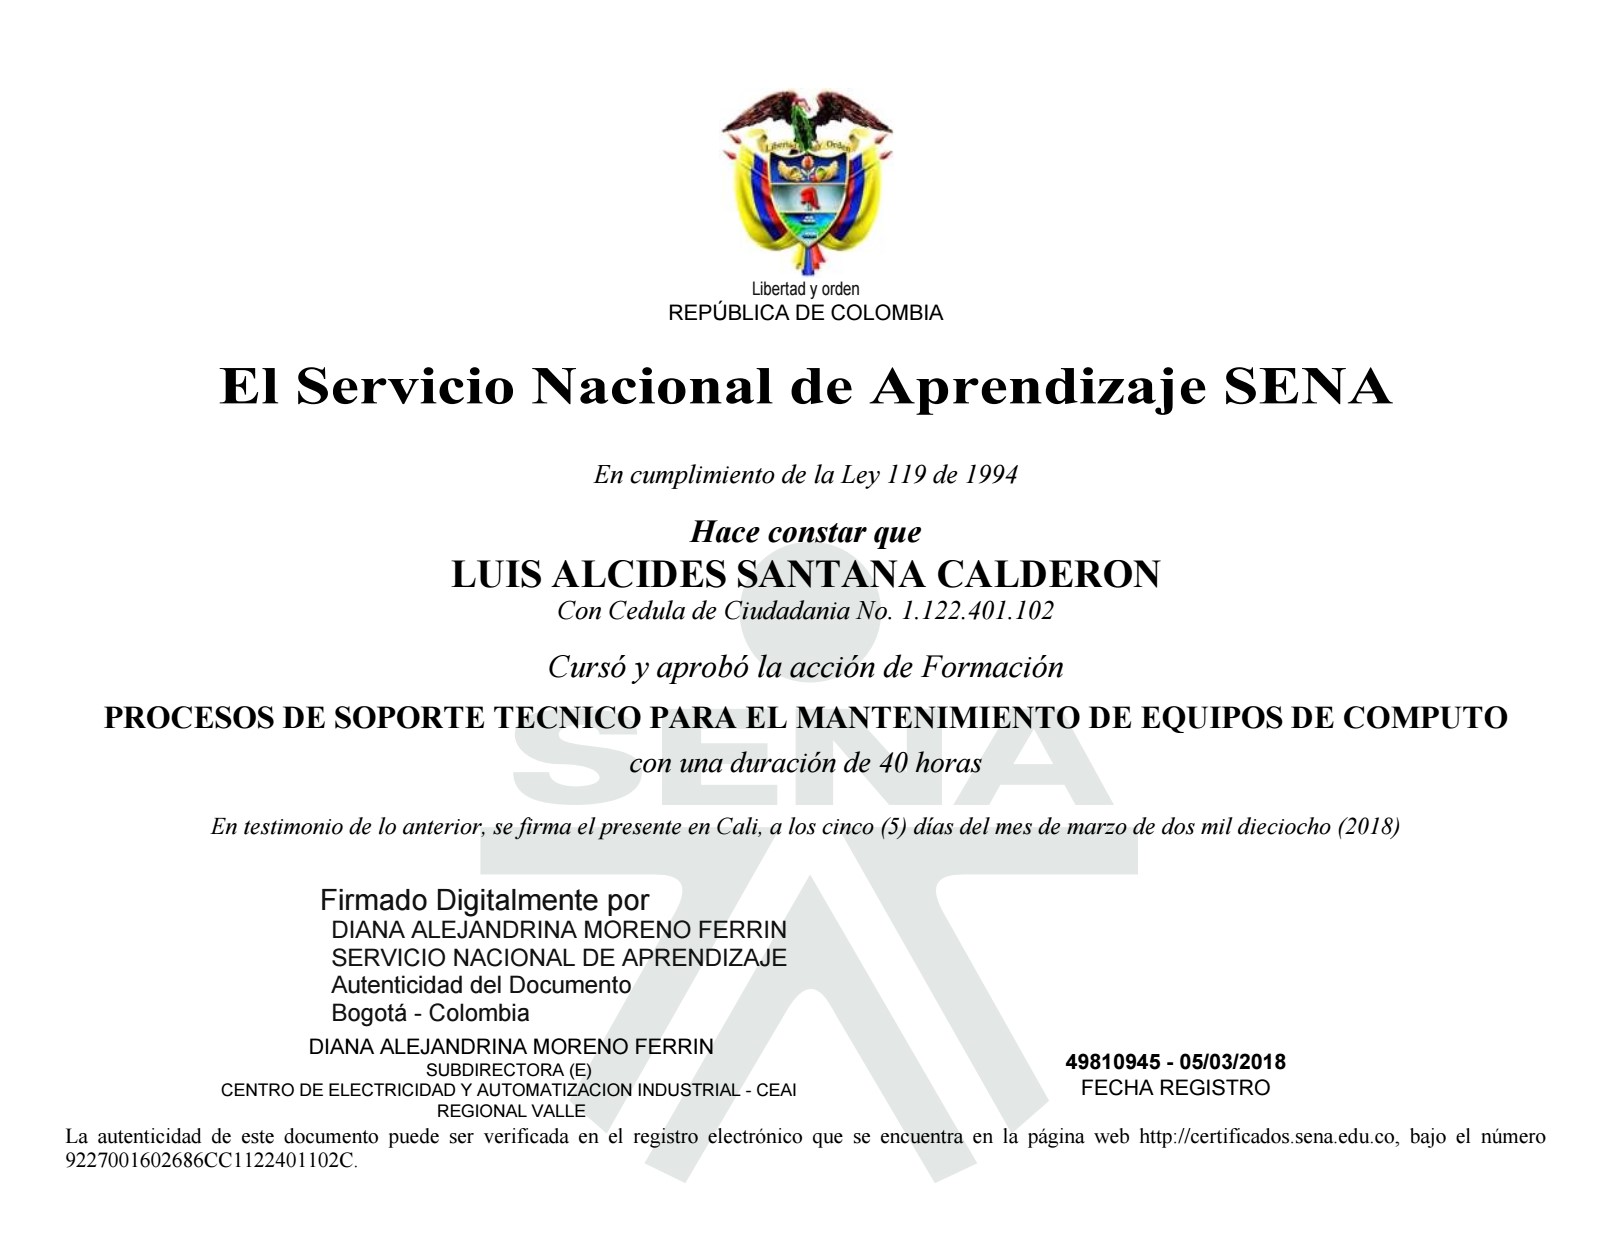 Libertad y Orden
Libertad y orden
REPÚBLICA DE COLOMBIA
El Servicio Nacional de Aprendizaje SENA
En cumplimiento de la Ley 119 de 1994
Hace constar que
LUIS ALCIDES SANTANA CALDERON
Con Cedula de Ciudadania No. 1.122.401.102
Cursó y aprobó la acción de Formación
PROCESOS DE SOPORTE TECNICO PARA EL MANTENIMIENTO DE EQUIPOS DE COMPUTO
SENA
con una duración de 40 horas
En testimonio de lo anterior, se firma el presente en Cali, a los cinco (5) días del mes de marzo de dos mil dieciocho (2018)
Firmado Digitalmente por
DIANA ALEJANDRINA MORENO FERRIN
SERVICIO NACIONAL DE APRENDIZAJE
Autenticidad del Documento
Bogotá - Colombia
DIANA ALEJANDRINA MORENO FERRIN
SUBDIRECTORA (E)
CENTRO DE ELECTRICIDAD Y AUTOMATIZACION INDUSTRIAL - CEAI
REGIONAL VALLE
49810945 - 05/03/2018
FECHA REGISTRO
La autenticidad de este documento puede ser verificada en el registro electrónico que se encuentra en la página web http://certificados.sena.edu.co, bajo el número
9227001602686CC1122401102C.